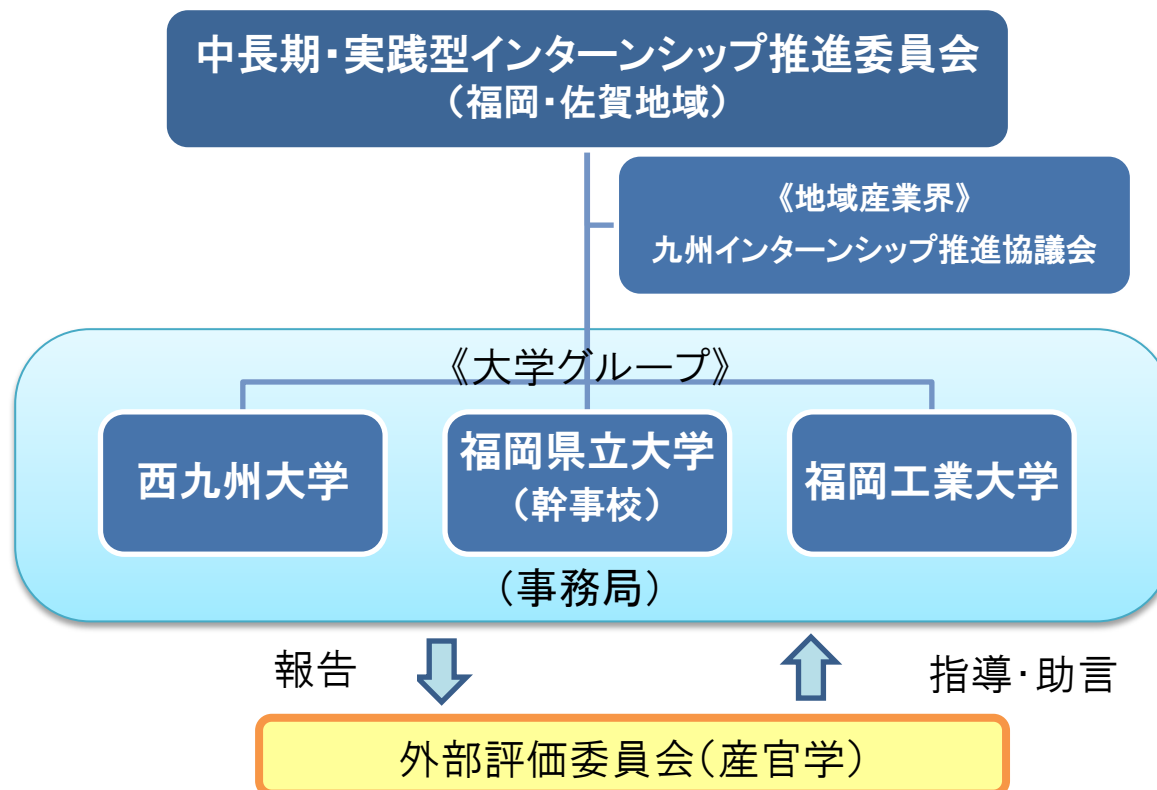 中長期・実践型インターンシップ推進委員会
（福岡・佐賀地域）
《地域産業界》
九州インターンシップ推進協議会
《大学グループ》
西九州大学
福岡県立大学
（幹事校）
福岡工業大学
（事務局）
報告
指導・助言
外部評価委員会（産官学）